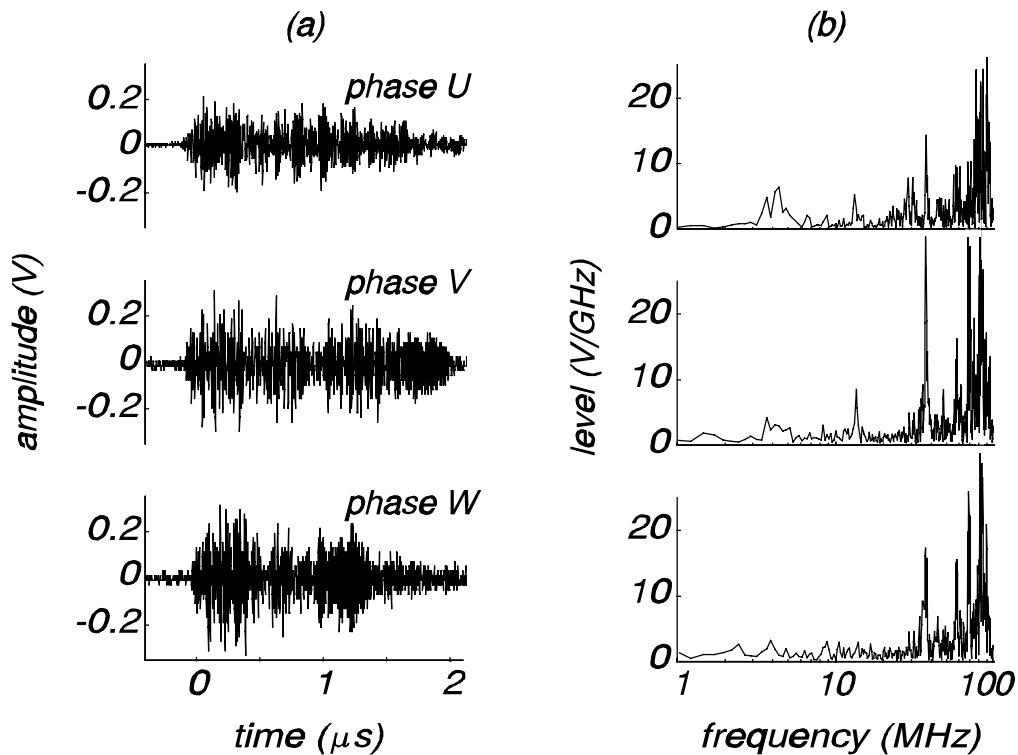 (a)
(b)
phase U
0.2
0
-0.2
20
10
0
phase V
0.2
0
-0.2
20
10
0
phase W
0.2
0
-0.2
20
10
0
amplitude (V)
level (V/GHz)
0 1 2
1 10 100
time (μs)
frequency (MHz)